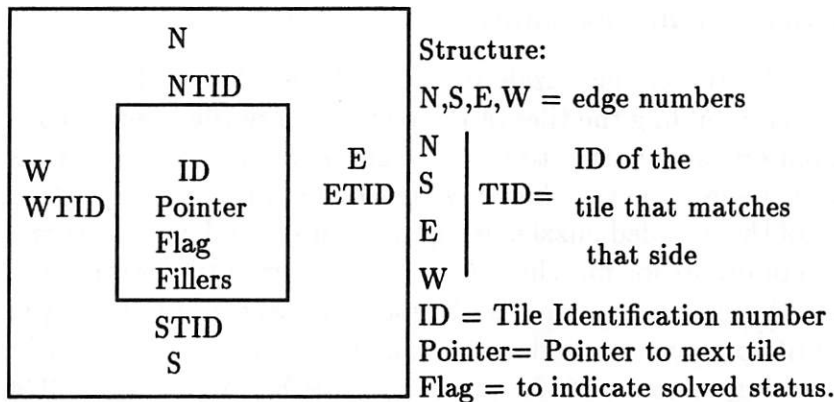 N
NTID
W
WTID
ID
Pointer
Flag
Fillers
E
ETID
STID
S
Structure:
N,S,E,W = edge numbers
N
S
E
W
TID=
ID of the
tile that matches
that side
ID = Tile Identification number
Pointer= Pointer to next tile
Flag = to indicate solved status.